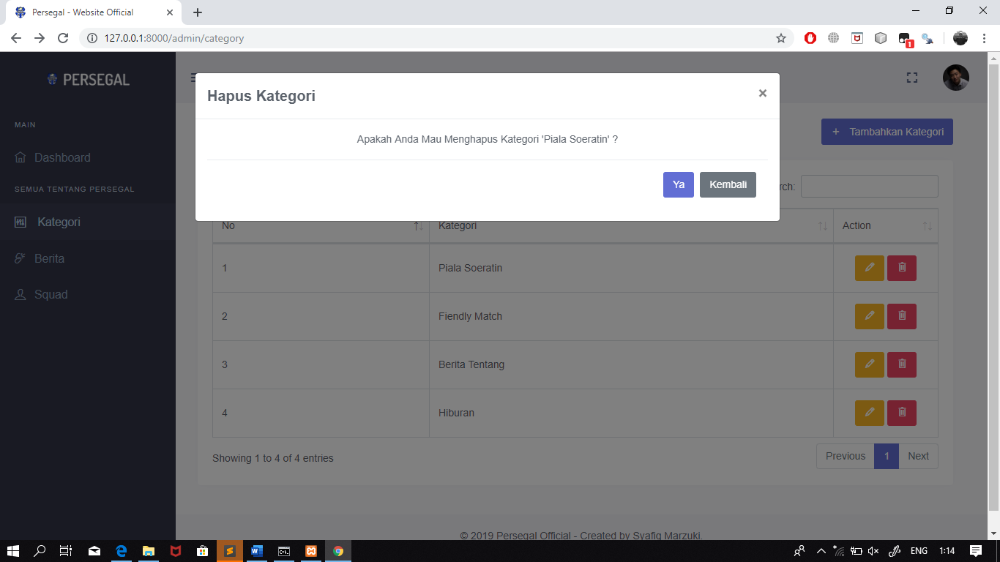 Persegal - Website Official
127.0.0.1:8000/admin/category
1
PERSEGAL
MAIN
Dashboard
SEMUA TENTANG PERSEGAL
Kategori
Berita
Squad
Hapus Kategori
×
Apakah Anda Mau Menghapus Kategori 'Piala Soeratin' ?
Ya Kembali
+ Tambahkan Kategori
rch:
No Kategori Action
1 Piala Soeratin
2 Fiendly Match
3 Berita Tentang
4 Hiburan
Showing 1 to 4 of 4 entries
Previous 1 Next
© 2019 Persegal Official - Created by Syafiq Marzuki.
ENG 1:14